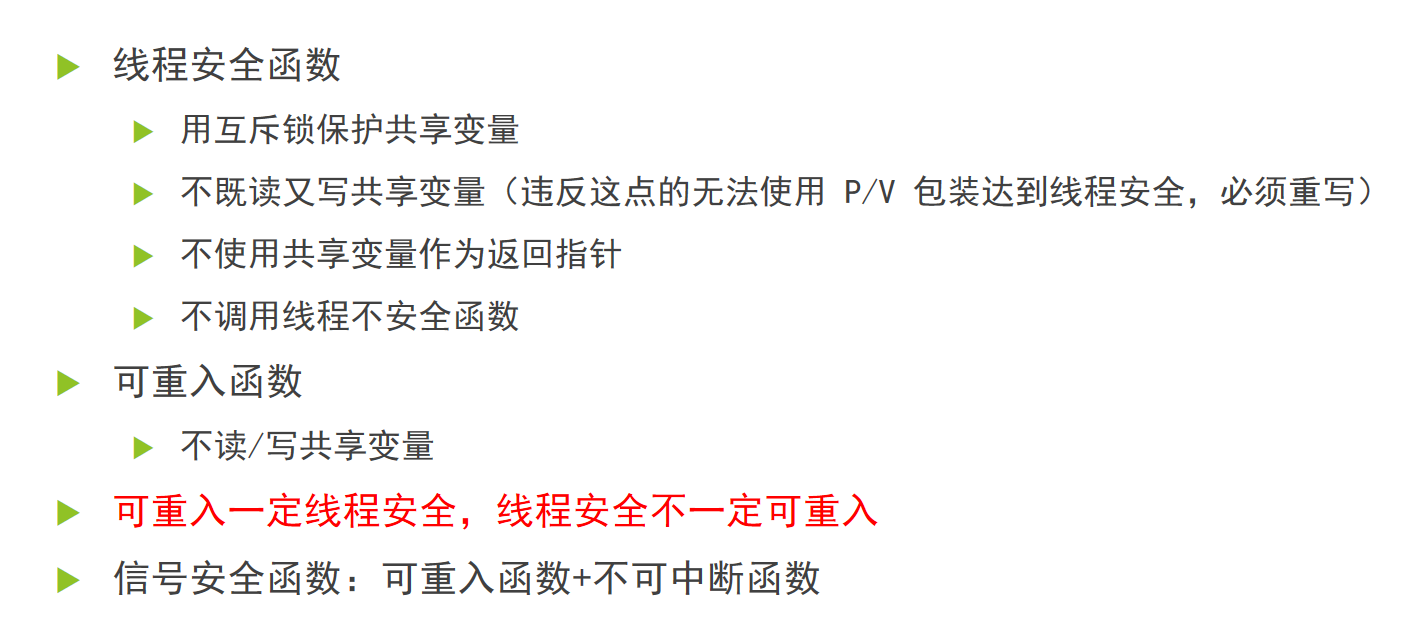 线程安全函数
用互斥锁保护共享变量
不既读又写共享变量（违反这点的无法使用 P/V 包装达到线程安全，必须重写）
不使用共享变量作为返回指针
不调用线程不安全函数
可重入函数
不读/写共享变量
可重入一定线程安全，线程安全不一定可重入
信号安全函数：可重入函数+不可中断函数